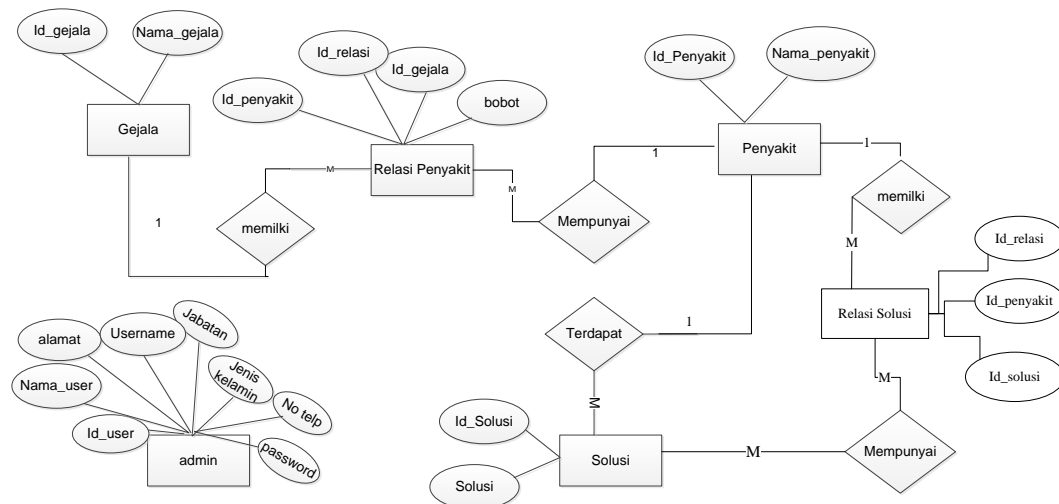 Id_gejala
Nama_gejala
Gejala
Id_penyakit
Id_relasi
Id_gejala
bobot
Relasi Penyakit
Id_Penyakit
Nama_penyakit
Penyakit
1
memilki
M
M
Mempunyai
1
1
memilki
M
Relasi Solusi
Id_relasi
Id_penyakit
Id_solusi
M
Mempunyai
M
Terdapat
1
M
Id_Solusi
Solusi
Solusi
alamat
Username
Jabatan
Nama_user
Jenis
kelamin
No telp
Id_user
password
admin